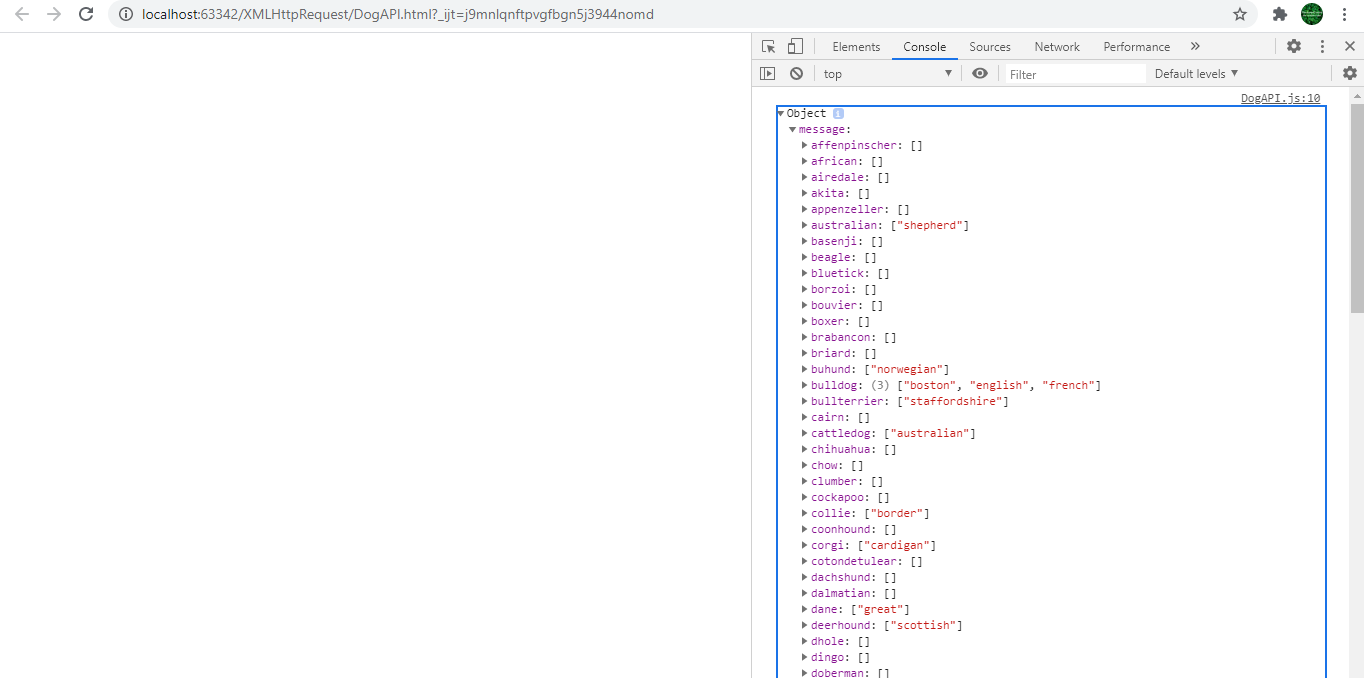 localhost:63342/XMLHttpRequest/DogAPI.html?_ijt=j9mnlqnftpvgfbgn5j3944nomd
Elements Console Sources Network Performance »
top Filter Default levels
DogAPI.js:10
Object i
message:
affenpinscher: []
african: []
airedale: []
akita: []
appenzeller: []
australian: ["shepherd"]
basenji: []
beagle: []
bluetick: []
borzoi: []
bouvier: []
boxer: []
brabancon: []
briard: []
buhund: ["norwegian"]
bulldog: (3) ["boston", "english", "french"]
bullterrier: ["staffordshire"]
cairn: []
cattledog: ["australian"]
chihuahua: []
chow: []
clumber: []
cockapoo: []
collie: ["border"]
coonhound: []
corgi: ["cardigan"]
cotondetulear: []
dachshund: []
dalmatian: []
dane: ["great"]
deerhound: ["scottish"]
dhole: []
dingo: []
doberman: []